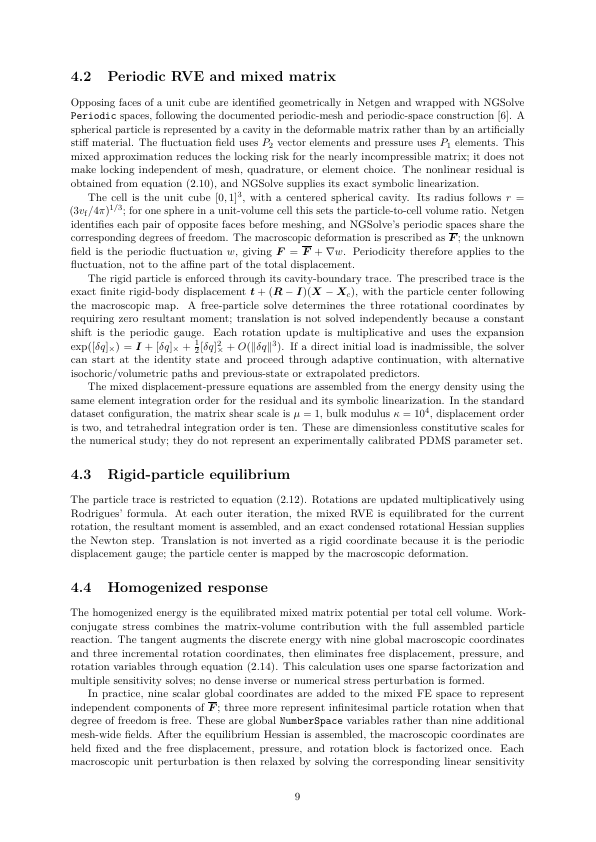 4.2 Periodic RVE and mixed matrix
Opposing faces of a unit cube are identified geometrically in Netgen and wrapped with NGSolve
Periodic spaces, following the documented periodic-mesh and periodic-space construction [6]. A
spherical particle is represented by a cavity in the deformable matrix rather than by an artificially
stiff material. The fluctuation field uses P₂ vector elements and pressure uses P₁ elements. This
mixed approximation reduces the locking risk for the nearly incompressible matrix; it does not
make locking independent of mesh, quadrature, or element choice. The nonlinear residual is
obtained from equation (2.10), and NGSolve supplies its exact symbolic linearization.
The cell is the unit cube [0, 1]³, with a centered spherical cavity. Its radius follows r =
(3v_f/4π)^{1/3}; for one sphere in a unit-volume cell this sets the particle-to-cell volume ratio. Netgen
identifies each pair of opposite faces before meshing, and NGSolve's periodic spaces share the
corresponding degrees of freedom. The macroscopic deformation is prescribed as F̅; the unknown
field is the periodic fluctuation w, giving F = F̅ + ∇w. Periodicity therefore applies to the
fluctuation, not to the affine part of the total displacement.
The rigid particle is enforced through its cavity-boundary trace. The prescribed trace is the
exact finite rigid-body displacement t + (R − I)(X − X_c), with the particle center following
the macroscopic map. A free-particle solve determines the three rotational coordinates by
requiring zero resultant moment; translation is not solved independently because a constant
shift is the periodic gauge. Each rotation update is multiplicative and uses the expansion
exp([δq]×) = I + [δq]× + ½[δq]²× + O(‖δq‖³). If a direct initial load is inadmissible, the solver
can start at the identity state and proceed through adaptive continuation, with alternative
isochoric/volumetric paths and previous-state or extrapolated predictors.
The mixed displacement-pressure equations are assembled from the energy density using the
same element integration order for the residual and its symbolic linearization. In the standard
dataset configuration, the matrix shear scale is μ = 1, bulk modulus κ = 10⁴, displacement order
is two, and tetrahedral integration order is ten. These are dimensionless constitutive scales for
the numerical study; they do not represent an experimentally calibrated PDMS parameter set.
4.3 Rigid-particle equilibrium
The particle trace is restricted to equation (2.12). Rotations are updated multiplicatively using
Rodrigues' formula. At each outer iteration, the mixed RVE is equilibrated for the current
rotation, the resultant moment is assembled, and an exact condensed rotational Hessian supplies
the Newton step. Translation is not inverted as a rigid coordinate because it is the periodic
displacement gauge; the particle center is mapped by the macroscopic deformation.
4.4 Homogenized response
The homogenized energy is the equilibrated mixed matrix potential per total cell volume. Work-
conjugate stress combines the matrix-volume contribution with the full assembled particle
reaction. The tangent augments the discrete energy with nine global macroscopic coordinates
and three incremental rotation coordinates, then eliminates free displacement, pressure, and
rotation variables through equation (2.14). This calculation uses one sparse factorization and
multiple sensitivity solves; no dense inverse or numerical stress perturbation is formed.
In practice, nine scalar global coordinates are added to the mixed FE space to represent
independent components of F̅; three more represent infinitesimal particle rotation when that
degree of freedom is free. These are global NumberSpace variables rather than nine additional
mesh-wide fields. After the equilibrium Hessian is assembled, the macroscopic coordinates are
held fixed and the free displacement, pressure, and rotation block is factorized once. Each
macroscopic unit perturbation is then relaxed by solving the corresponding linear sensitivity
9